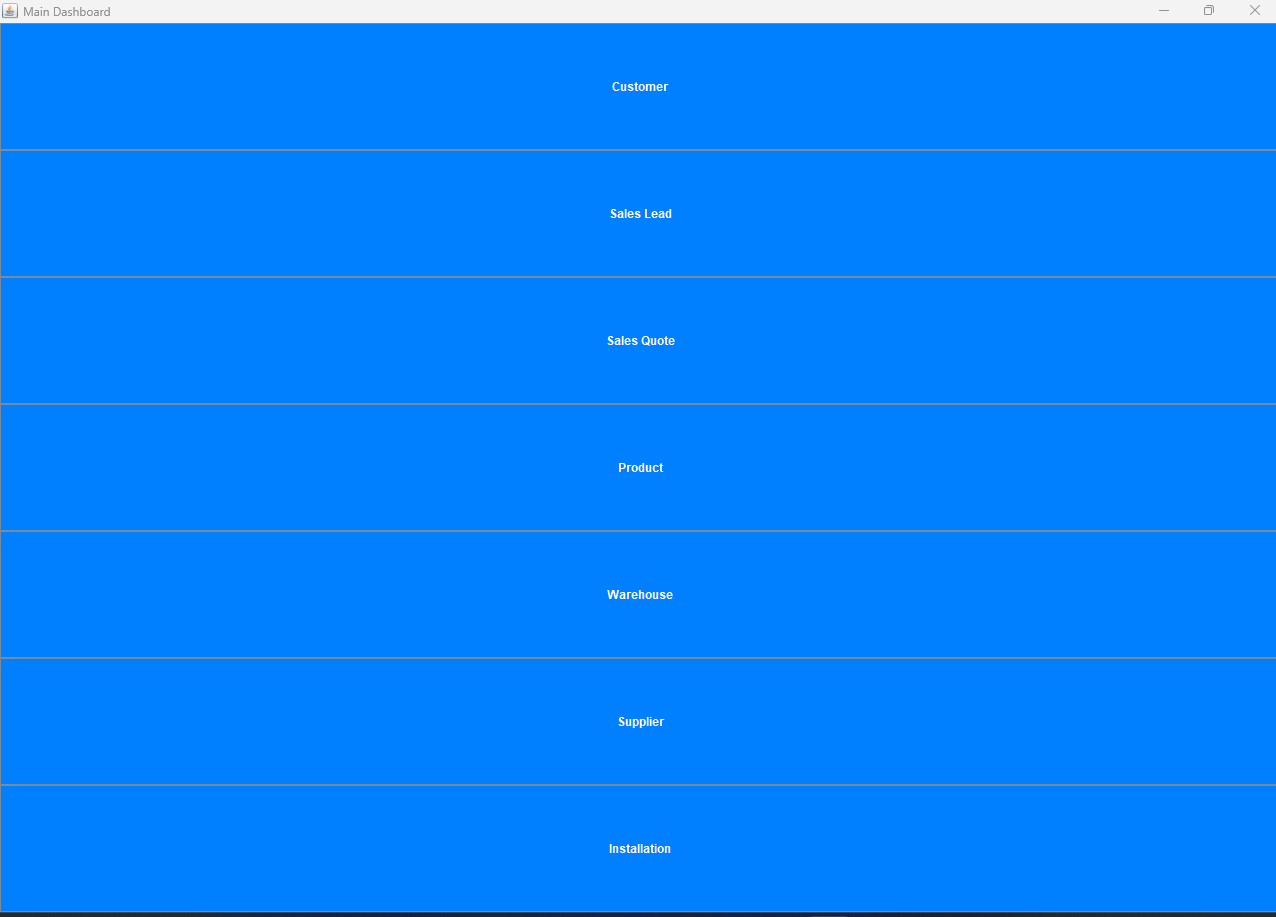 Main Dashboard
Customer
Sales Lead
Sales Quote
Product
Warehouse
Supplier
Installation